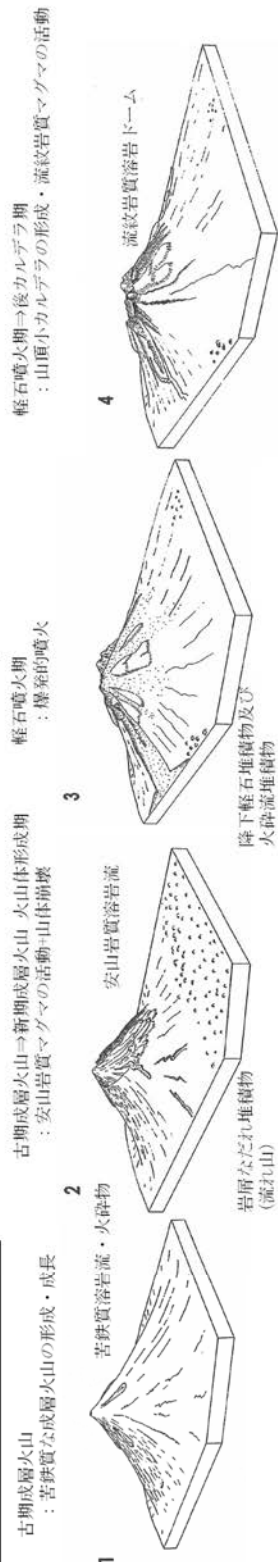 古期成層火山
：苦鉄質な成層火山の形成・成長
1
苦鉄質溶岩流・火砕物
古期成層火山⇒新期成層火山 火山体形成期
：安山岩質マグマの活動+山体崩壊
2
安山岩質溶岩流
岩屑なだれ堆積物
(流れ山)
軽石噴火期
：爆発的噴火
3
降下軽石堆積物及び
火砕流堆積物
軽石噴火期⇒後カルデラ期
：山頂小カルデラの形成・流紋岩質マグマの活動
4
流紋岩質溶岩ドーム